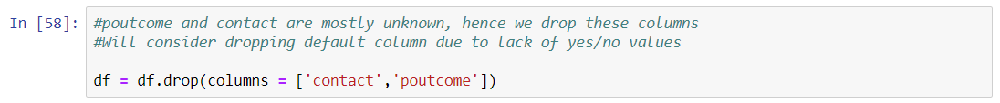 In [58]: #poutcome and contact are mostly unknown, hence we drop these columns
#Will consider dropping default column due to lack of yes/no values
df = df.drop(columns = ['contact','poutcome'])